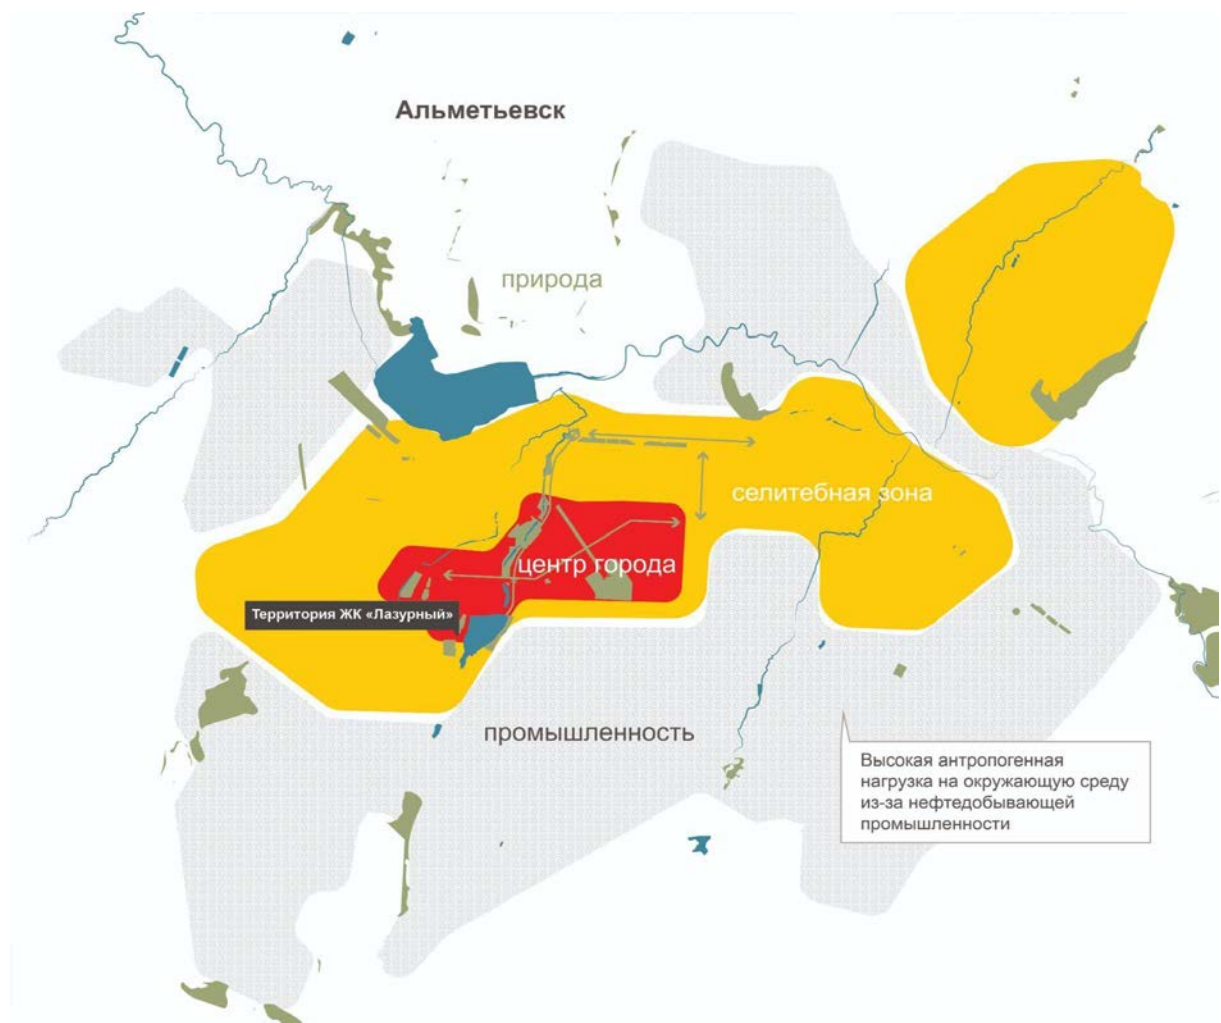 Альметьевск
природа
селитебная зона
центр города
Территория ЖК «Лазурный»
промышленность
Высокая антропогенная
нагрузка на окружающую среду
из-за нефтедобывающей
промышленности